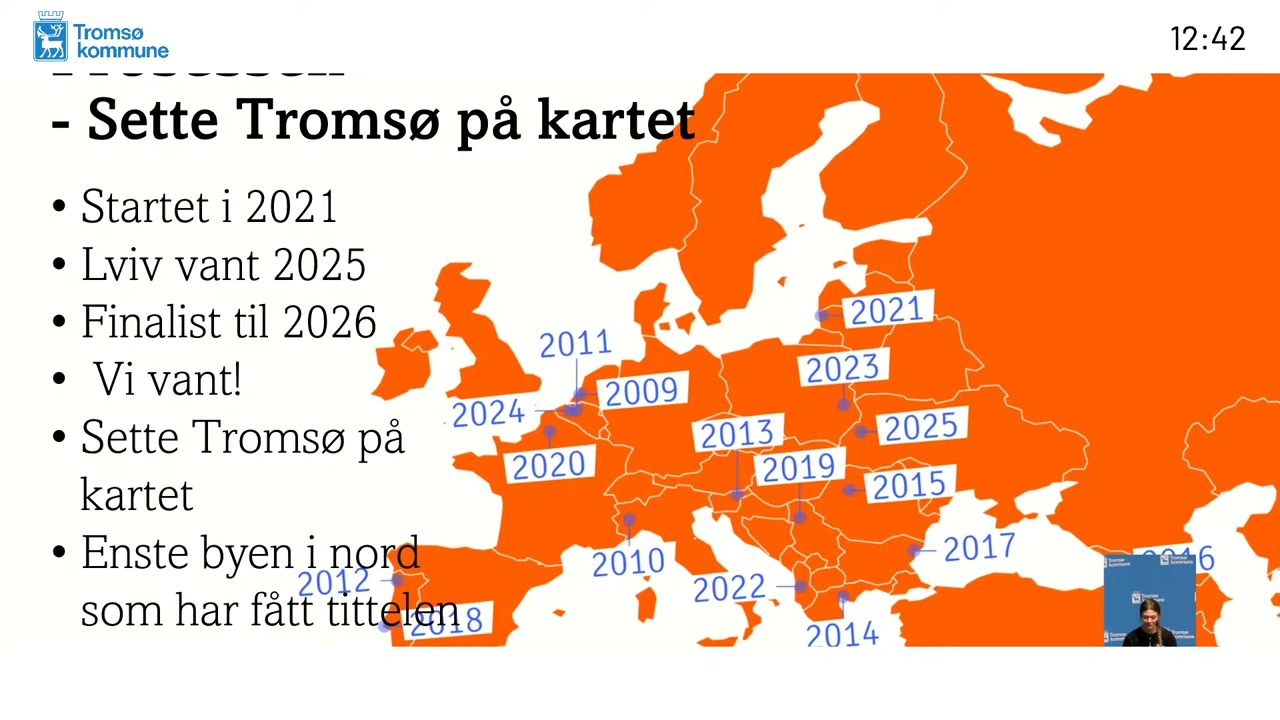 Tromsø
kommune
12:42
- Sette Tromsø på kartet
• Startet i 2021
• Lviv vant 2025
• Finalist til 2026
• Vi vant!
• Sette Tromsø på
kartet
• Enste byen i nord
som har fått tittelen
2021
2011
2023
2009
2024
2025
2013
2020
2019
2015
2017
2010
2012
2022
2018
2014